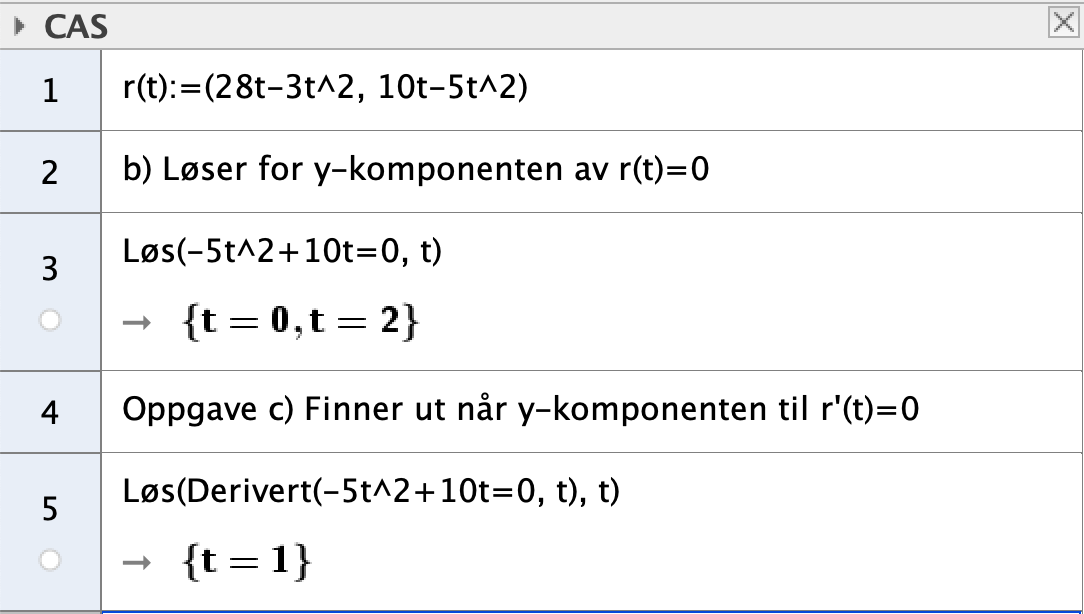 CAS
1
r(t):=(28t−3t^2, 10t−5t^2)
2
b) Løser for y−komponenten av r(t)=0
3
Løs(−5t^2+10t=0, t)
→ {t = 0, t = 2}
4
Oppgave c) Finner ut når y−komponenten til r'(t)=0
5
Løs(Derivert(−5t^2+10t=0, t), t)
→ {t = 1}